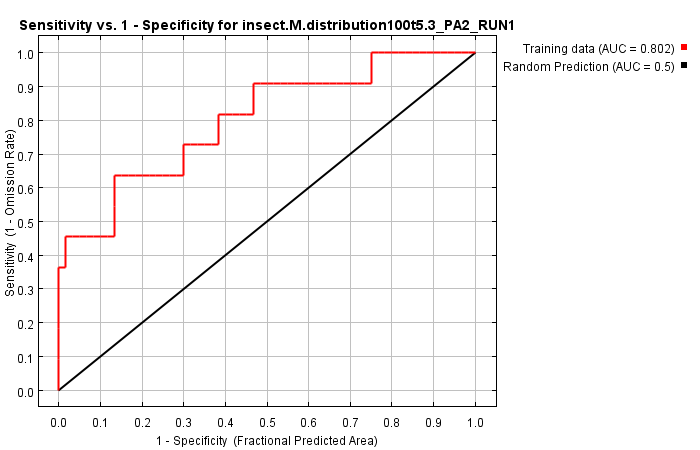 Sensitivity vs. 1 - Specificity for insect.M.distribution100t5.3_PA2_RUN1
Training data (AUC = 0.802)
Random Prediction (AUC = 0.5)
Sensitivity (1 - Omission Rate)
1.0
0.9
0.8
0.7
0.6
0.5
0.4
0.3
0.2
0.1
0.0
0.0 0.1 0.2 0.3 0.4 0.5 0.6 0.7 0.8 0.9 1.0
1 - Specificity (Fractional Predicted Area)